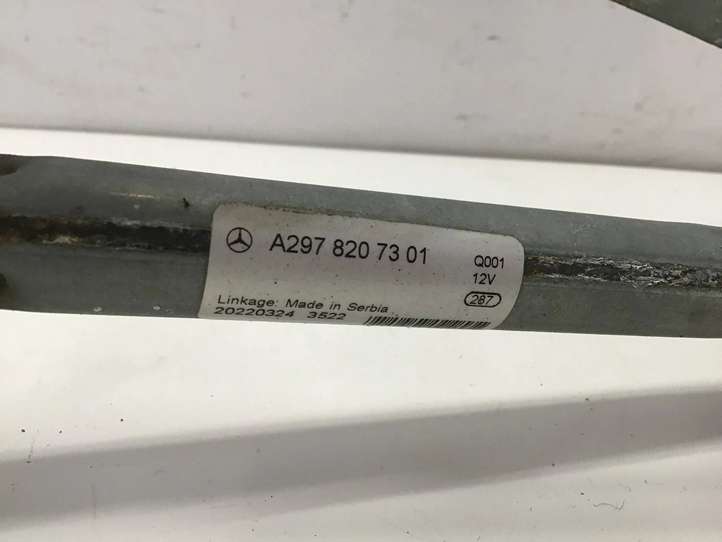 A297 820 73 01
Q001
12V
287
Linkage: Made in Serbia
20220324 3522